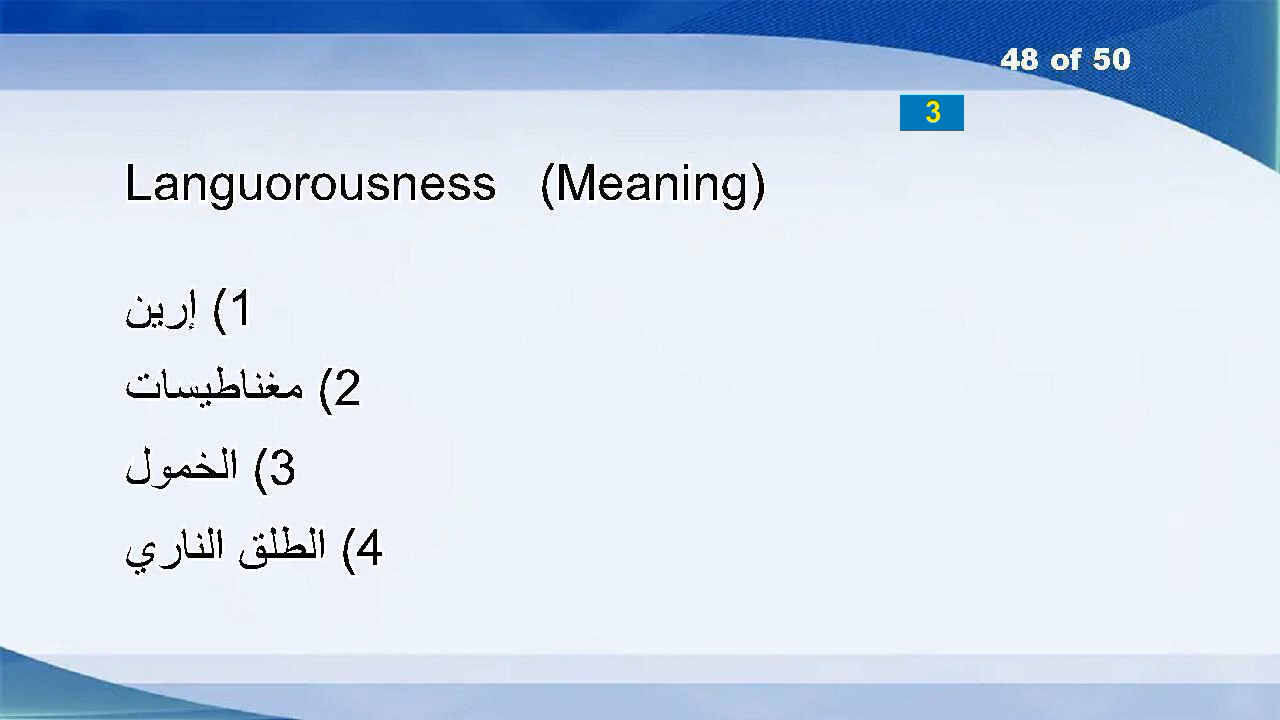 48 of 50
3
Languorousness (Meaning)
1) إرين
2) مغناطيسات
3) الخمول
4) الطلق الناري